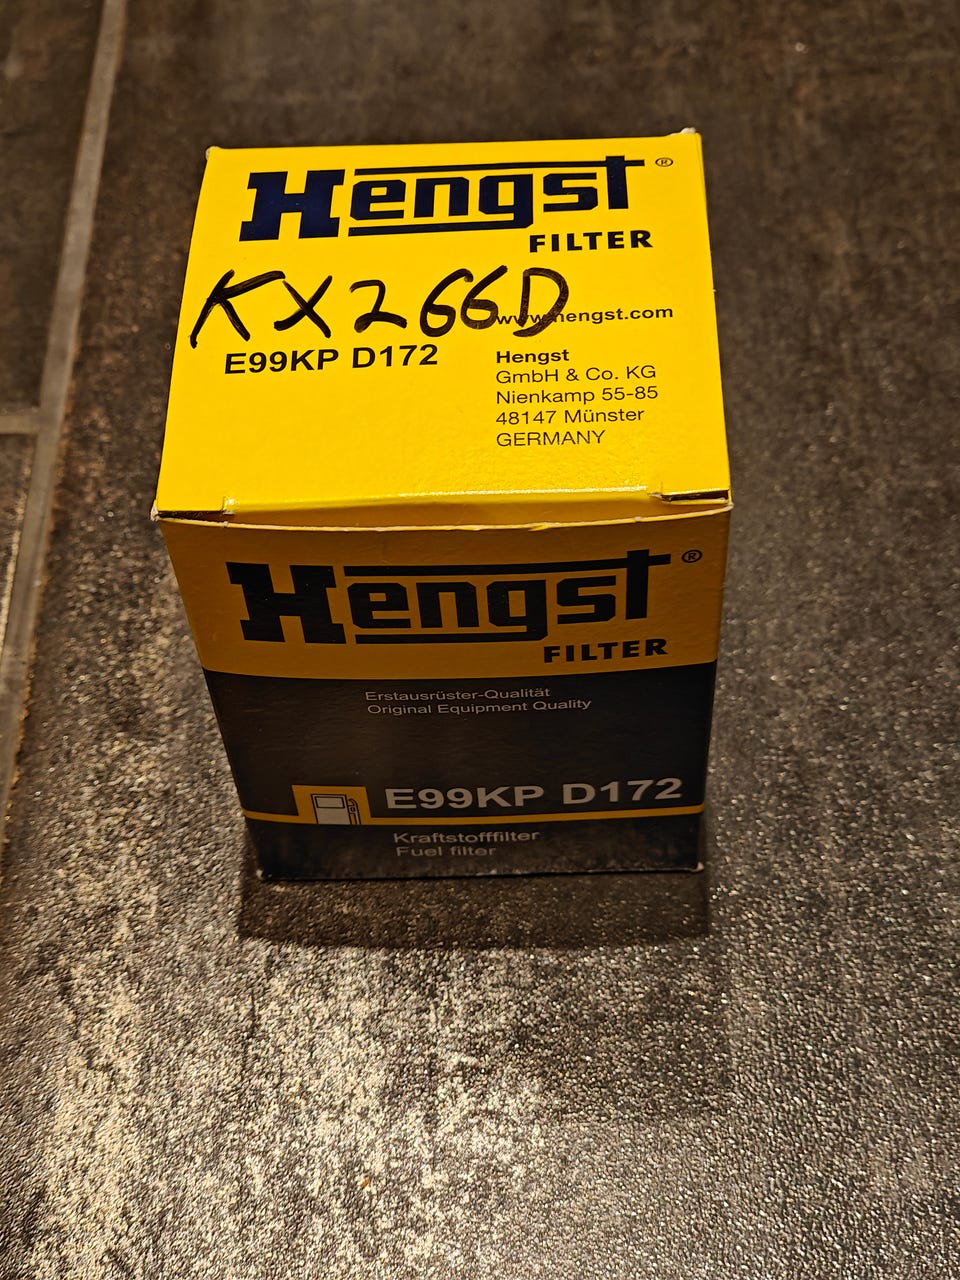 Hengst®
FILTER
KX266D
www.hengst.com
E99KP D172
Hengst
GmbH & Co. KG
Nienkamp 55-85
48147 Münster
GERMANY
Hengst®
FILTER
Erstausrüster-Qualität
Original Equipment Quality
E99KP D172
Kraftstofffilter
Fuel filter